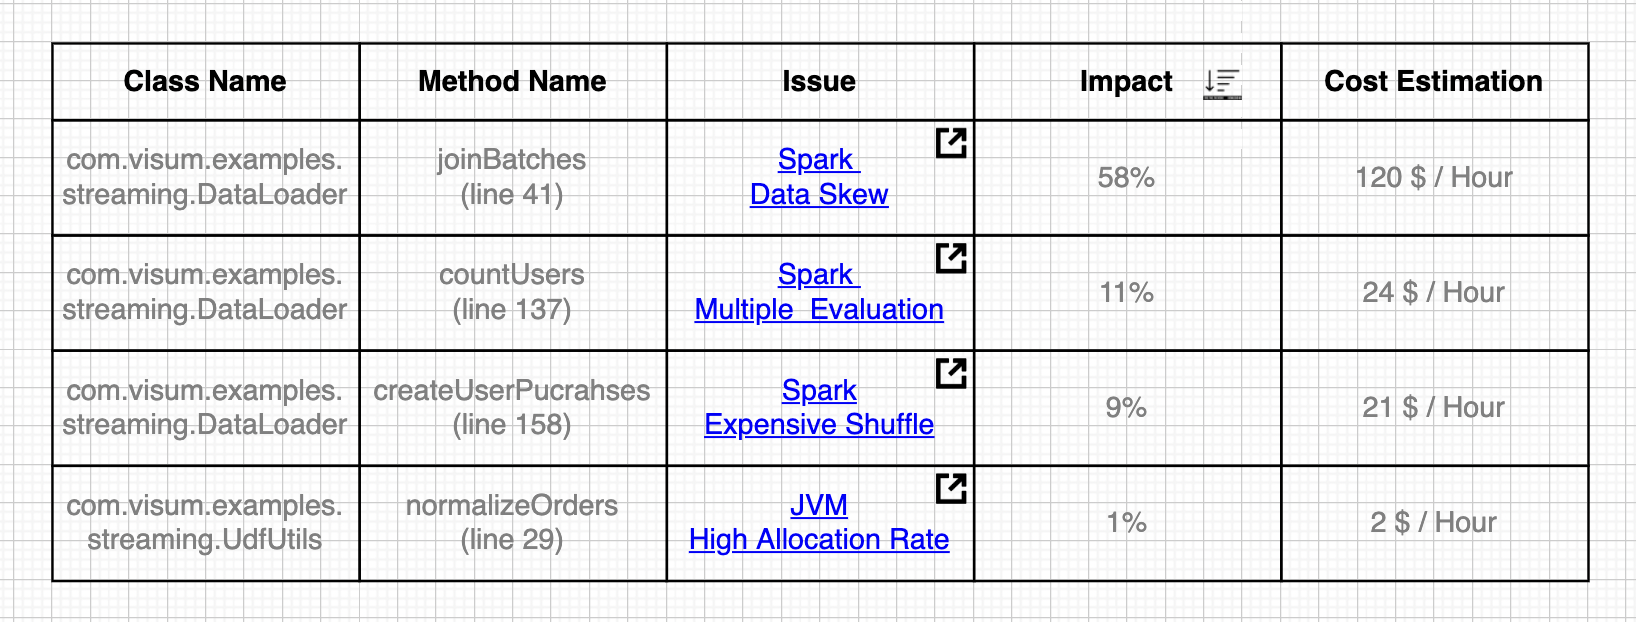 Class Name
Method Name
Issue
Impact
Cost Estimation
com.visum.examples.
streaming.DataLoader
joinBatches
(line 41)
Spark
Data Skew
58%
120 $ / Hour
com.visum.examples.
streaming.DataLoader
countUsers
(line 137)
Spark
Multiple  Evaluation
11%
24 $ / Hour
com.visum.examples.
streaming.DataLoader
createUserPucrahses
(line 158)
Spark
Expensive Shuffle
9%
21 $ / Hour
com.visum.examples.
streaming.UdfUtils
normalizeOrders
(line 29)
JVM
High Allocation Rate
1%
2 $ / Hour